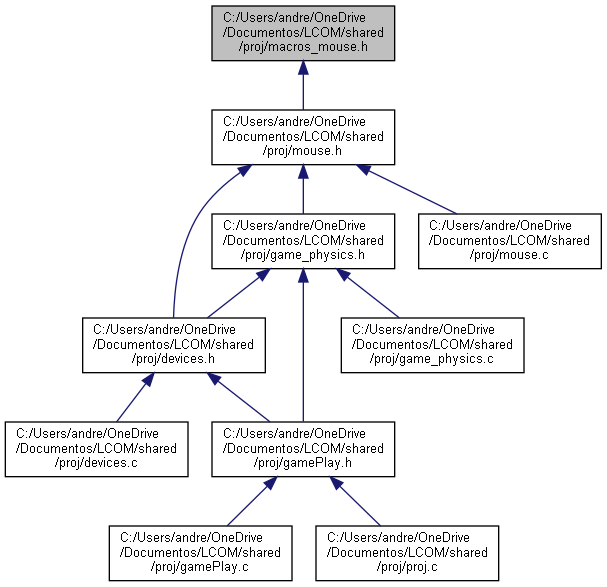 C:/Users/andre/OneDrive
/Documentos/LCOM/shared
/proj/macros_mouse.h
C:/Users/andre/OneDrive
/Documentos/LCOM/shared
/proj/mouse.h
C:/Users/andre/OneDrive
/Documentos/LCOM/shared
/proj/game_physics.h
C:/Users/andre/OneDrive
/Documentos/LCOM/shared
/proj/mouse.c
C:/Users/andre/OneDrive
/Documentos/LCOM/shared
/proj/devices.h
C:/Users/andre/OneDrive
/Documentos/LCOM/shared
/proj/game_physics.c
C:/Users/andre/OneDrive
/Documentos/LCOM/shared
/proj/devices.c
C:/Users/andre/OneDrive
/Documentos/LCOM/shared
/proj/gamePlay.h
C:/Users/andre/OneDrive
/Documentos/LCOM/shared
/proj/gamePlay.c
C:/Users/andre/OneDrive
/Documentos/LCOM/shared
/proj/proj.c